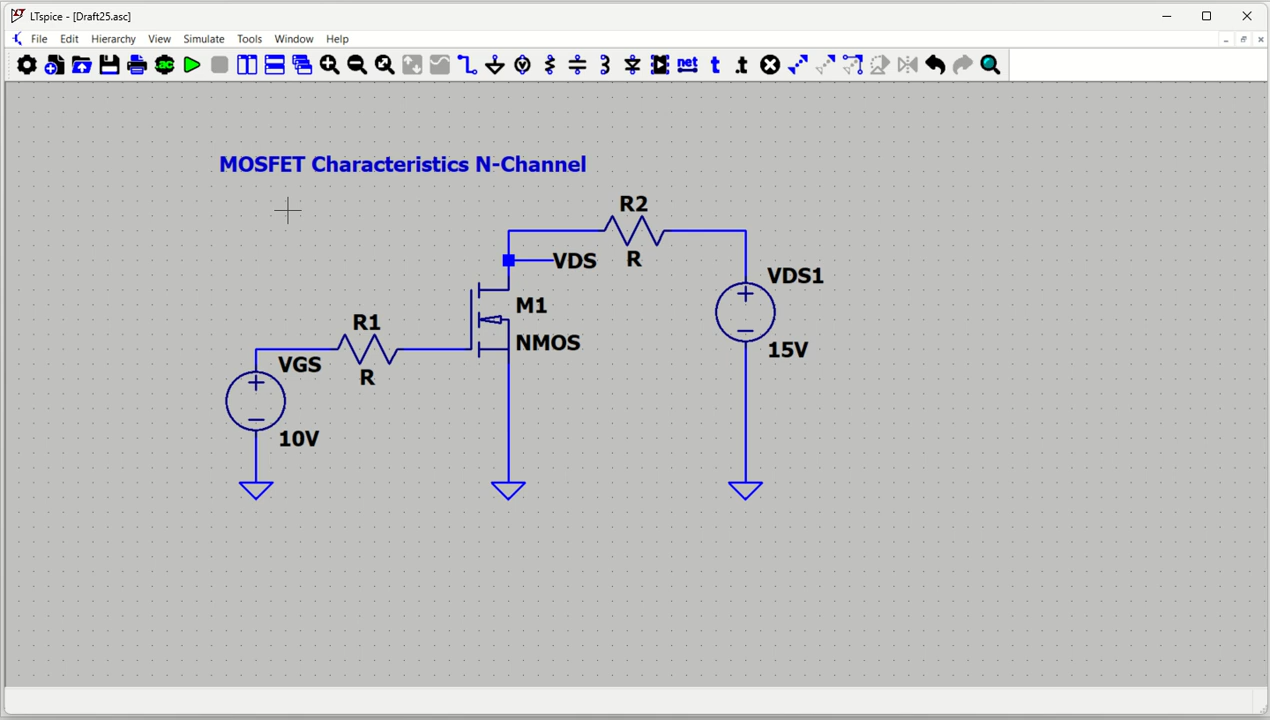 LTspice - [Draft25.asc]
File Edit Hierarchy View Simulate Tools Window Help
net t .t
MOSFET Characteristics N-Channel
R2
R
VDS
VDS1
15V
M1
NMOS
R1
R
VGS
10V